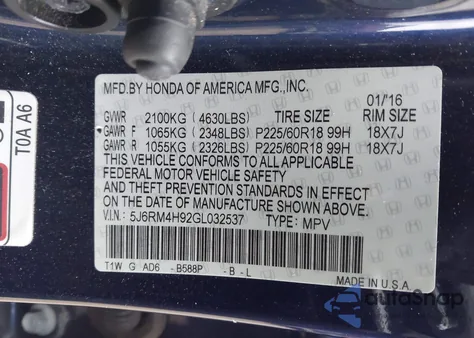 MFD.BY HONDA OF AMERICA MFG.,INC.
01/16
GVWR 2100KG (4630LBS) TIRE SIZE RIM SIZE
GAWR F 1065KG (2348LBS) P225/60R18 99H 18X7J
GAWR R 1055KG (2326LBS) P225/60R18 99H 18X7J
THIS VEHICLE CONFORMS TO ALL APPLICABLE
FEDERAL MOTOR VEHICLE SAFETY
AND THEFT PREVENTION STANDARDS IN EFFECT
ON THE DATE OF MANUFACTURE SHOWN ABOVE.
V.I.N: 5J6RM4H92GL032537 TYPE: MPV
T1W G AD6 -B588P -B-L
MADE IN U.S.A
T0A A6
autoSnap